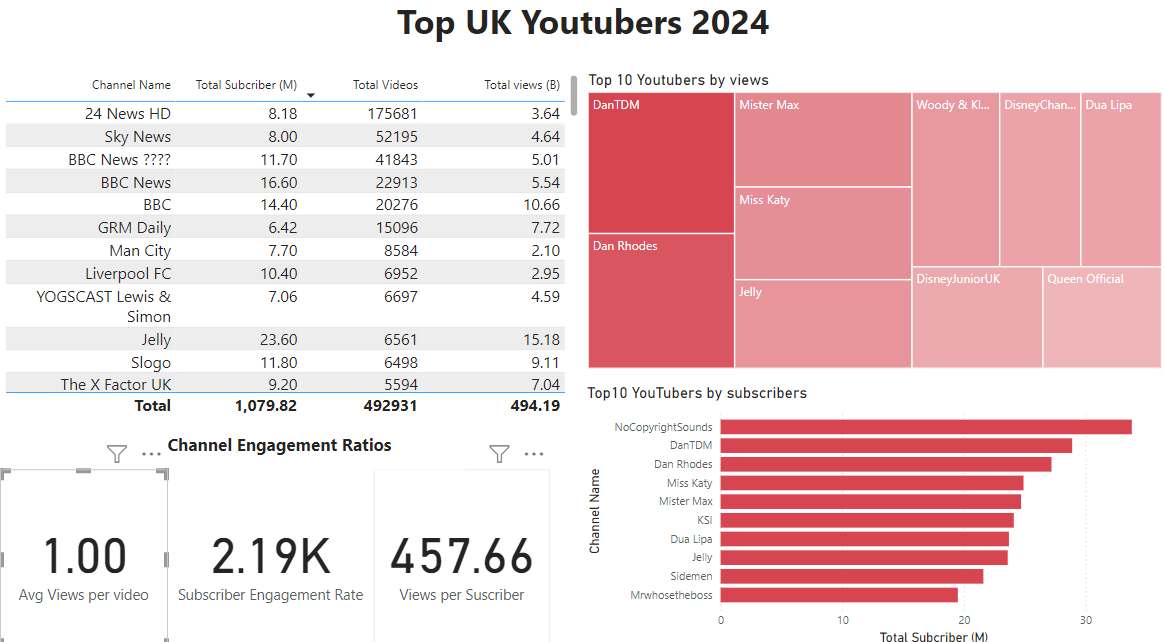 Top UK Youtubers 2024
Channel Name Total Subcriber (M) Total Videos Total views (B)
24 News HD 8.18 175681 3.64
Sky News 8.00 52195 4.64
BBC News ???? 11.70 41843 5.01
BBC News 16.60 22913 5.54
BBC 14.40 20276 10.66
GRM Daily 6.42 15096 7.72
Man City 7.70 8584 2.10
Liverpool FC 10.40 6952 2.95
YOGSCAST Lewis & 7.06 6697 4.59
Simon
Jelly 23.60 6561 15.18
Slogo 11.80 6498 9.11
The X Factor UK 9.20 5594 7.04
Total 1,079.82 492931 494.19
Top 10 Youtubers by views
DanTDM
Mister Max
Woody & Kl...
DisneyChan...
Dua Lipa
Miss Katy
Dan Rhodes
Jelly
DisneyJuniorUK
Queen Official
Channel Engagement Ratios
1.00
Avg Views per video
2.19K
Subscriber Engagement Rate
457.66
Views per Suscriber
Top10 YouTubers by subscribers
Channel Name
NoCopyrightSounds
DanTDM
Dan Rhodes
Miss Katy
Mister Max
KSI
Dua Lipa
Jelly
Sidemen
Mrwhosetheboss
0 10 20 30
Total Subcriber (M)